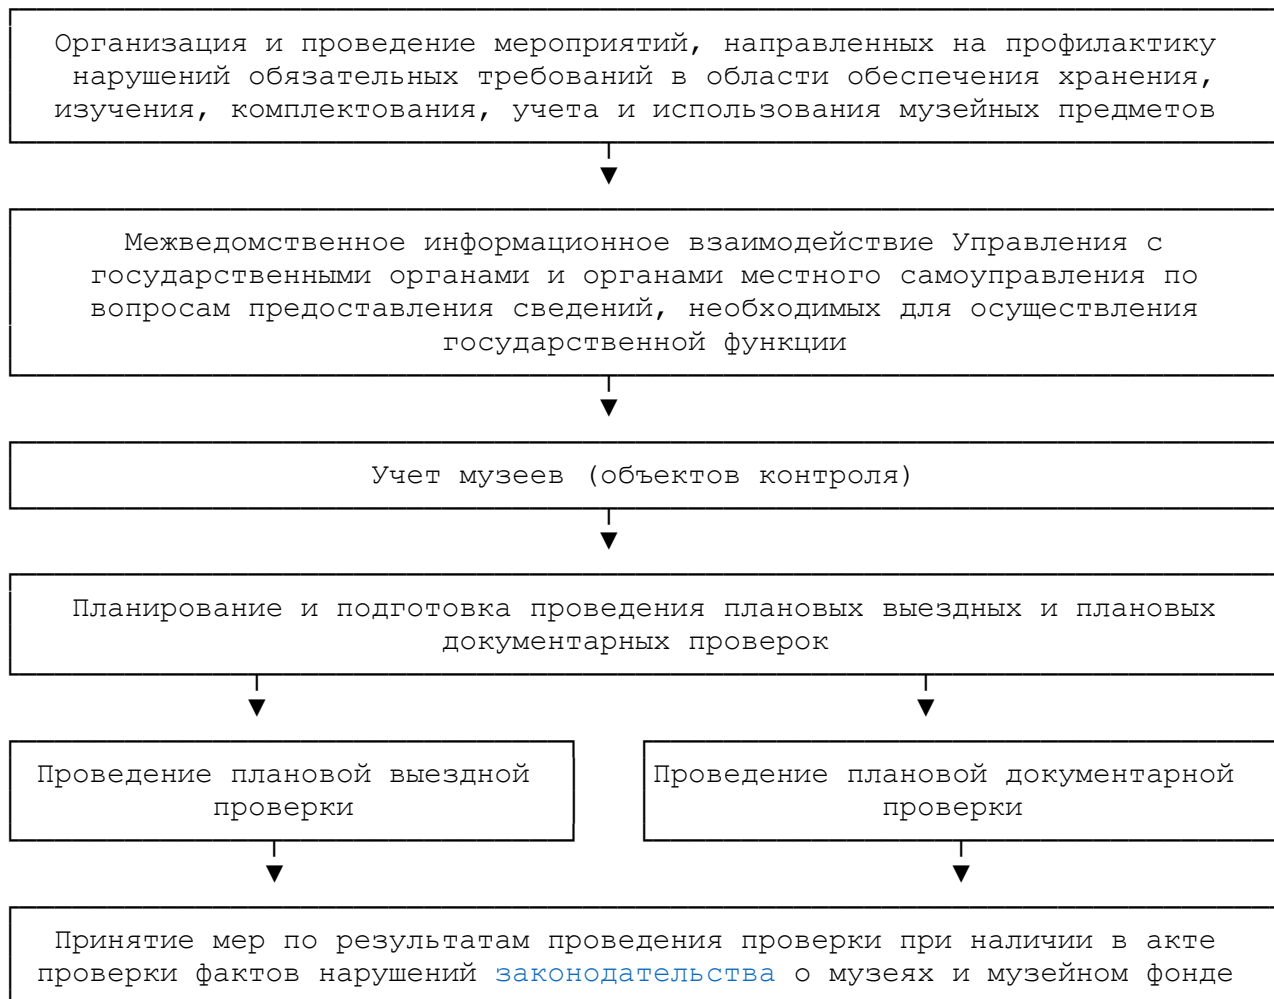 Организация и проведение мероприятий, направленных на профилактику
нарушений обязательных требований в области обеспечения хранения,
изучения, комплектования, учета и использования музейных предметов
Межведомственное информационное взаимодействие Управления с
государственными органами и органами местного самоуправления по
вопросам предоставления сведений, необходимых для осуществления
государственной функции
Учет музеев (объектов контроля)
Планирование и подготовка проведения плановых выездных и плановых
документарных проверок
Проведение плановой выездной
проверки
Проведение плановой документарной
проверки
Принятие мер по результатам проведения проверки при наличии в акте
проверки фактов нарушений законодательства о музеях и музейном фонде